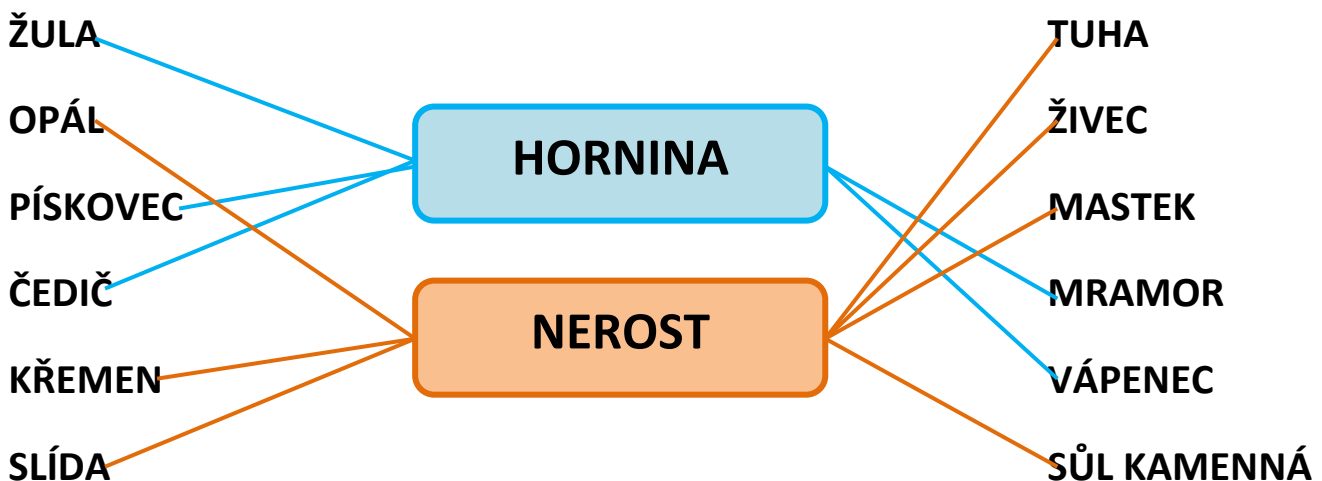 ŽULA
OPÁL
PÍSKOVEC
ČEDIČ
KŘEMEN
SLÍDA
HORNINA
NEROST
TUHA
ŽIVEC
MASTEK
MRAMOR
VÁPENEC
SŮL KAMENNÁ